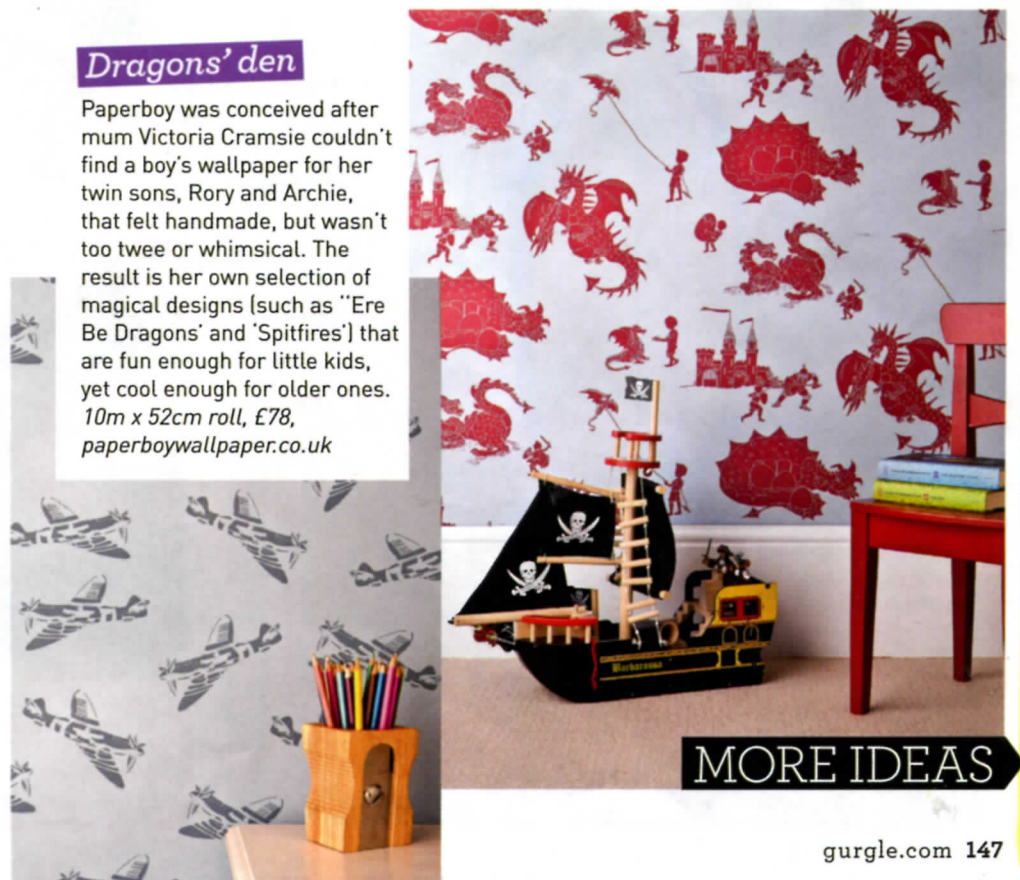 Dragons' den
Paperboy was conceived after
mum Victoria Cramsie couldn't
find a boy's wallpaper for her
twin sons, Rory and Archie,
that felt handmade, but wasn't
too twee or whimsical. The
result is her own selection of
magical designs (such as ''Ere
Be Dragons' and 'Spitfires') that
are fun enough for little kids,
yet cool enough for older ones.
10m x 52cm roll, £78,
paperboywallpaper.co.uk
Barbarossa
MORE IDEAS
gurgle.com 147